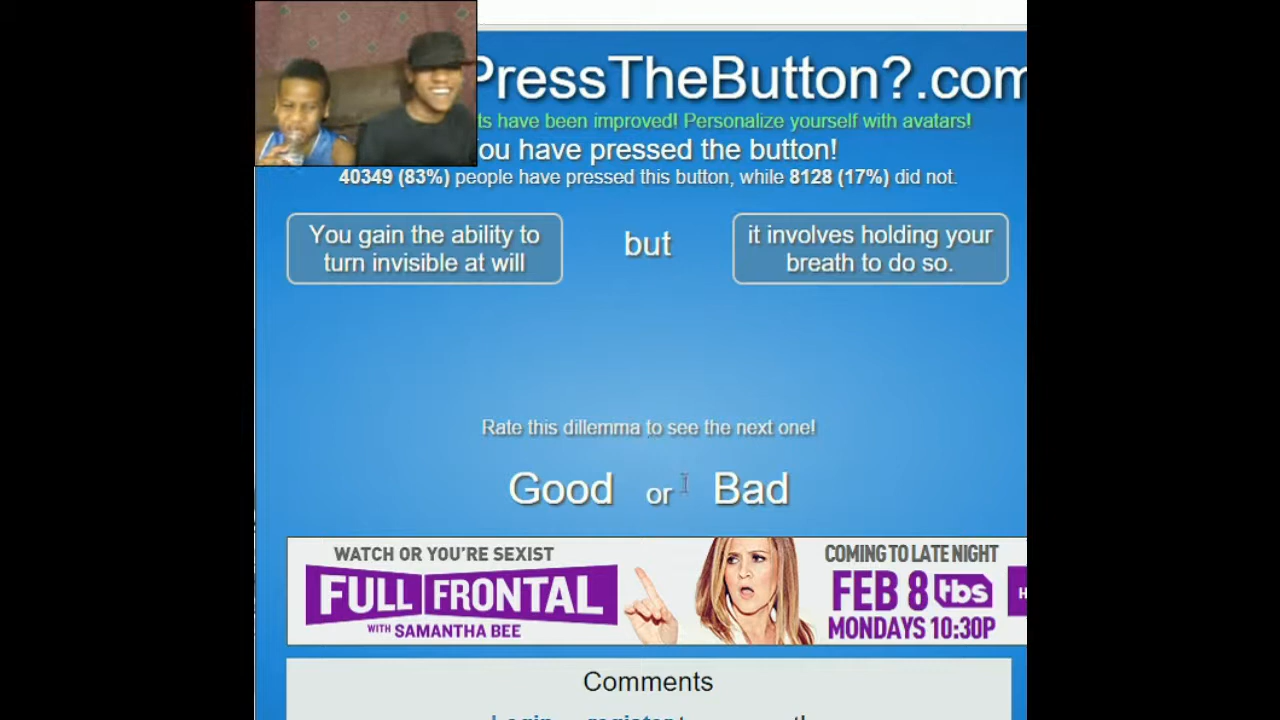 PressTheButton?.com
ts have been improved! Personalize yourself with avatars!
ou have pressed the button!
40349 (83%) people have pressed this button, while 8128 (17%) did not.
You gain the ability to
turn invisible at will
but
it involves holding your
breath to do so.
Rate this dillemma to see the next one!
Good or Bad
WATCH OR YOU'RE SEXIST
FULL FRONTAL
WITH SAMANTHA BEE
COMING TO LATE NIGHT
FEB 8 tbs
MONDAYS 10:30P
H
Comments